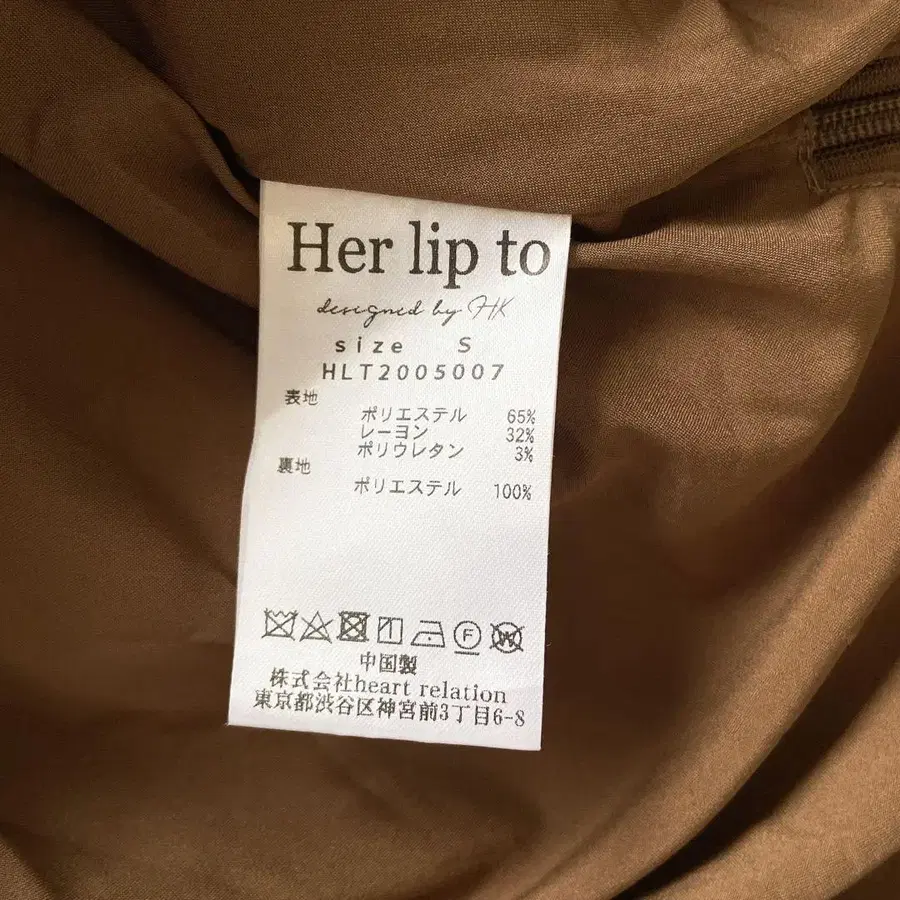 Her lip to
designed by HK
size S
HLT2005007
表地
ポリエステル 65%
レーヨン 32%
ポリウレタン 3%
裏地
ポリエステル 100%
F W
中国製
株式会社heart relation
東京都渋谷区神宮前3丁目6-8